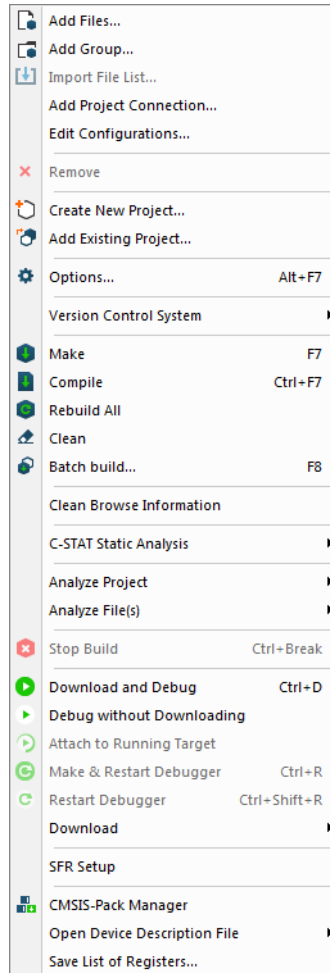 Add Files...
Add Group...
Import File List...
Add Project Connection...
Edit Configurations...
Remove
Create New Project...
Add Existing Project...
Options... Alt+F7
Version Control System
Make F7
Compile Ctrl+F7
Rebuild All
Clean
Batch build... F8
Clean Browse Information
C-STAT Static Analysis
Analyze Project
Analyze File(s)
Stop Build Ctrl+Break
Download and Debug Ctrl+D
Debug without Downloading
Attach to Running Target
Make & Restart Debugger Ctrl+R
Restart Debugger Ctrl+Shift+R
Download
SFR Setup
CMSIS-Pack Manager
Open Device Description File
Save List of Registers...